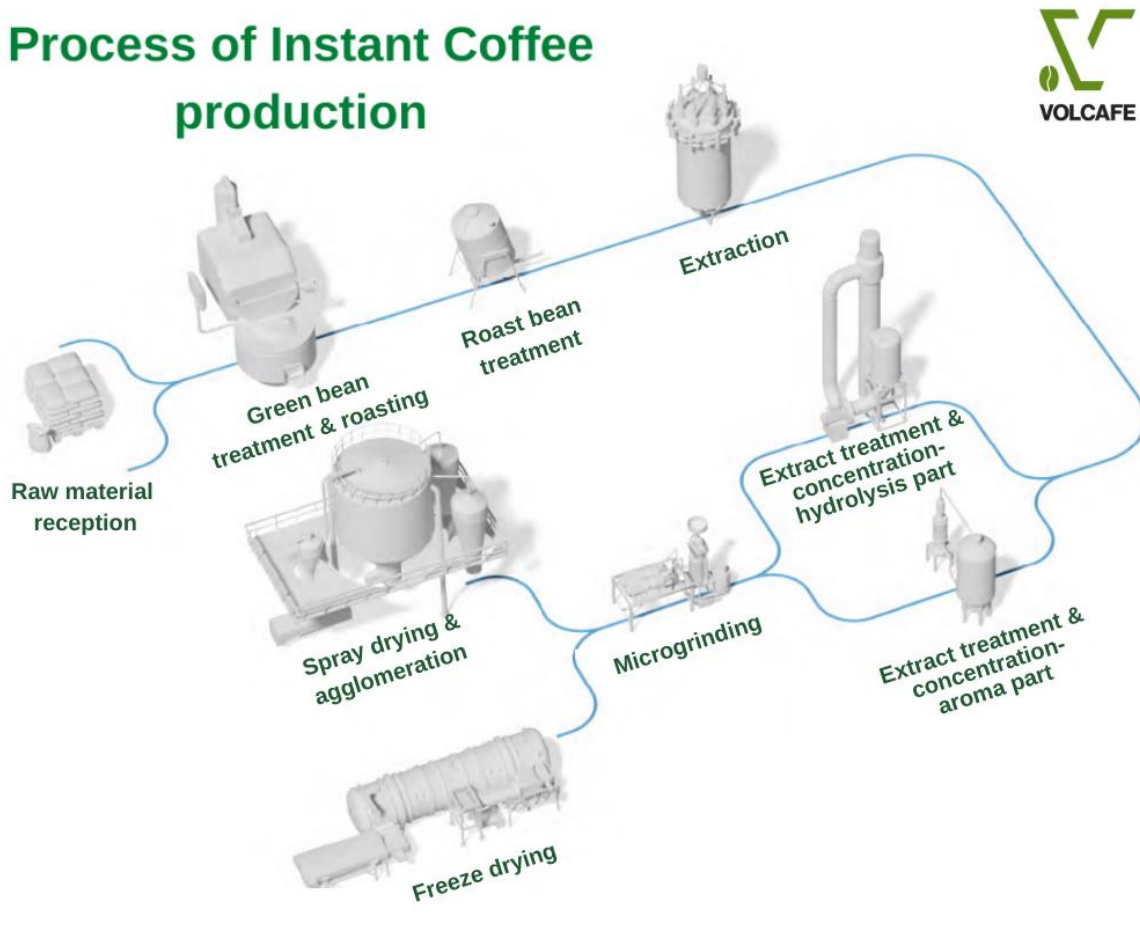 Process of Instant Coffee
production
VOLCAFE
Extraction
Roast bean
treatment
Green bean
treatment & roasting
Raw material
reception
Extract treatment &
concentration-
hydrolysis part
Extract treatment &
concentration-
aroma part
Microgrinding
Spray drying &
agglomeration
Freeze drying